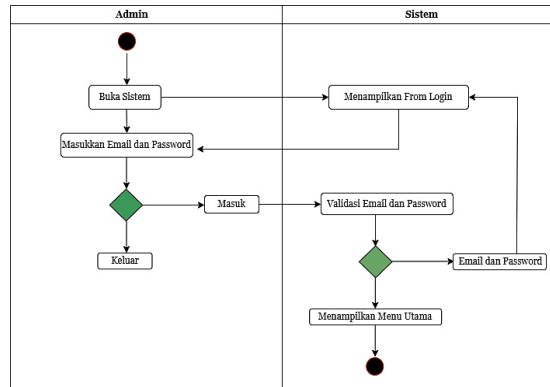 Admin
Sistem
Buka Sistem
Menampilkan From Login
Masukkan Email dan Password
Masuk
Validasi Email dan Password
Keluar
Email dan Password
Menampilkan Menu Utama